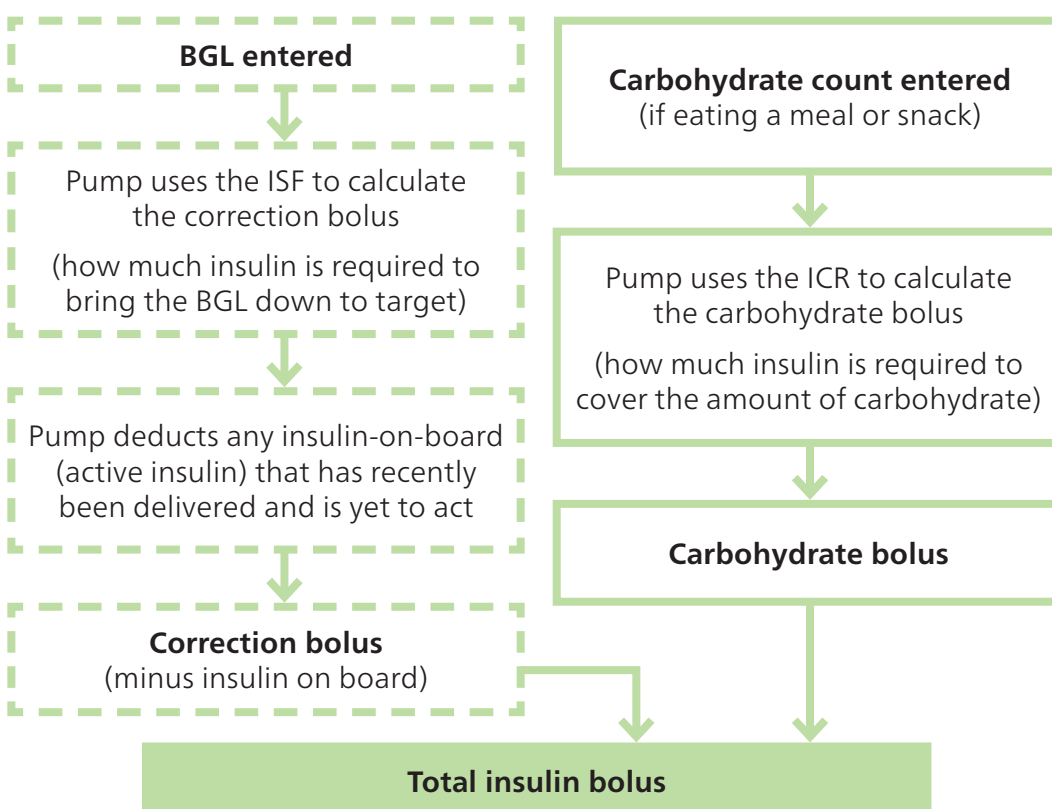 BGL entered
Pump uses the ISF to calculate
the correction bolus
(how much insulin is required to
bring the BGL down to target)
Pump deducts any insulin-on-board
(active insulin) that has recently
been delivered and is yet to act
Correction bolus
(minus insulin on board)
Carbohydrate count entered
(if eating a meal or snack)
Pump uses the ICR to calculate
the carbohydrate bolus
(how much insulin is required to
cover the amount of carbohydrate)
Carbohydrate bolus
Total insulin bolus